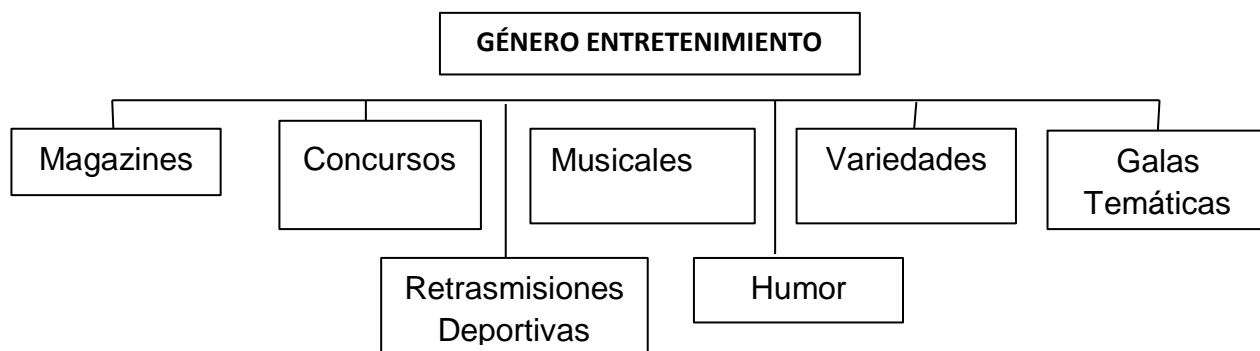 GÉNERO ENTRETENIMIENTO
Magazines
Concursos
Musicales
Variedades
Galas
Temáticas
Retrasmisiones
Deportivas
Humor